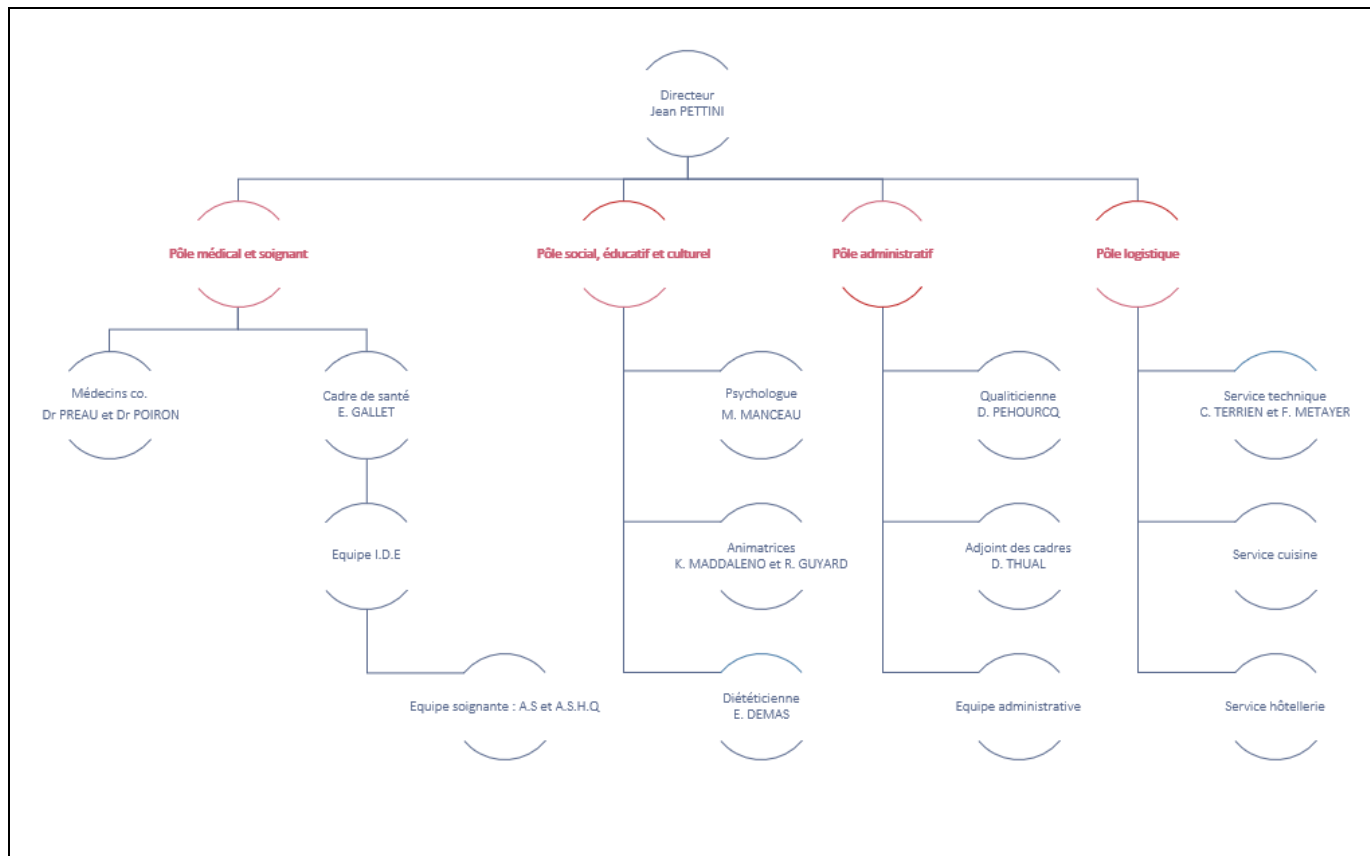 Directeur
Jean PETTINI
Pôle médical et soignant
Pôle social, éducatif et culturel
Pôle administratif
Pôle logistique
Médecins co.
Dr PREAU et Dr POIRON
Cadre de santé
E. GALLET
Psychologue
M. MANCEAU
Qualiticienne
D. PEHOURCQ
Service technique
C. TERRIEN et F. METAYER
Equipe I.D.E
Animatrices
K. MADDALENO et R. GUYARD
Adjoint des cadres
D. THUAL
Service cuisine
Equipe soignante : A.S et A.S.H.Q
Diététicienne
E. DEMAS
Equipe administrative
Service hôtellerie